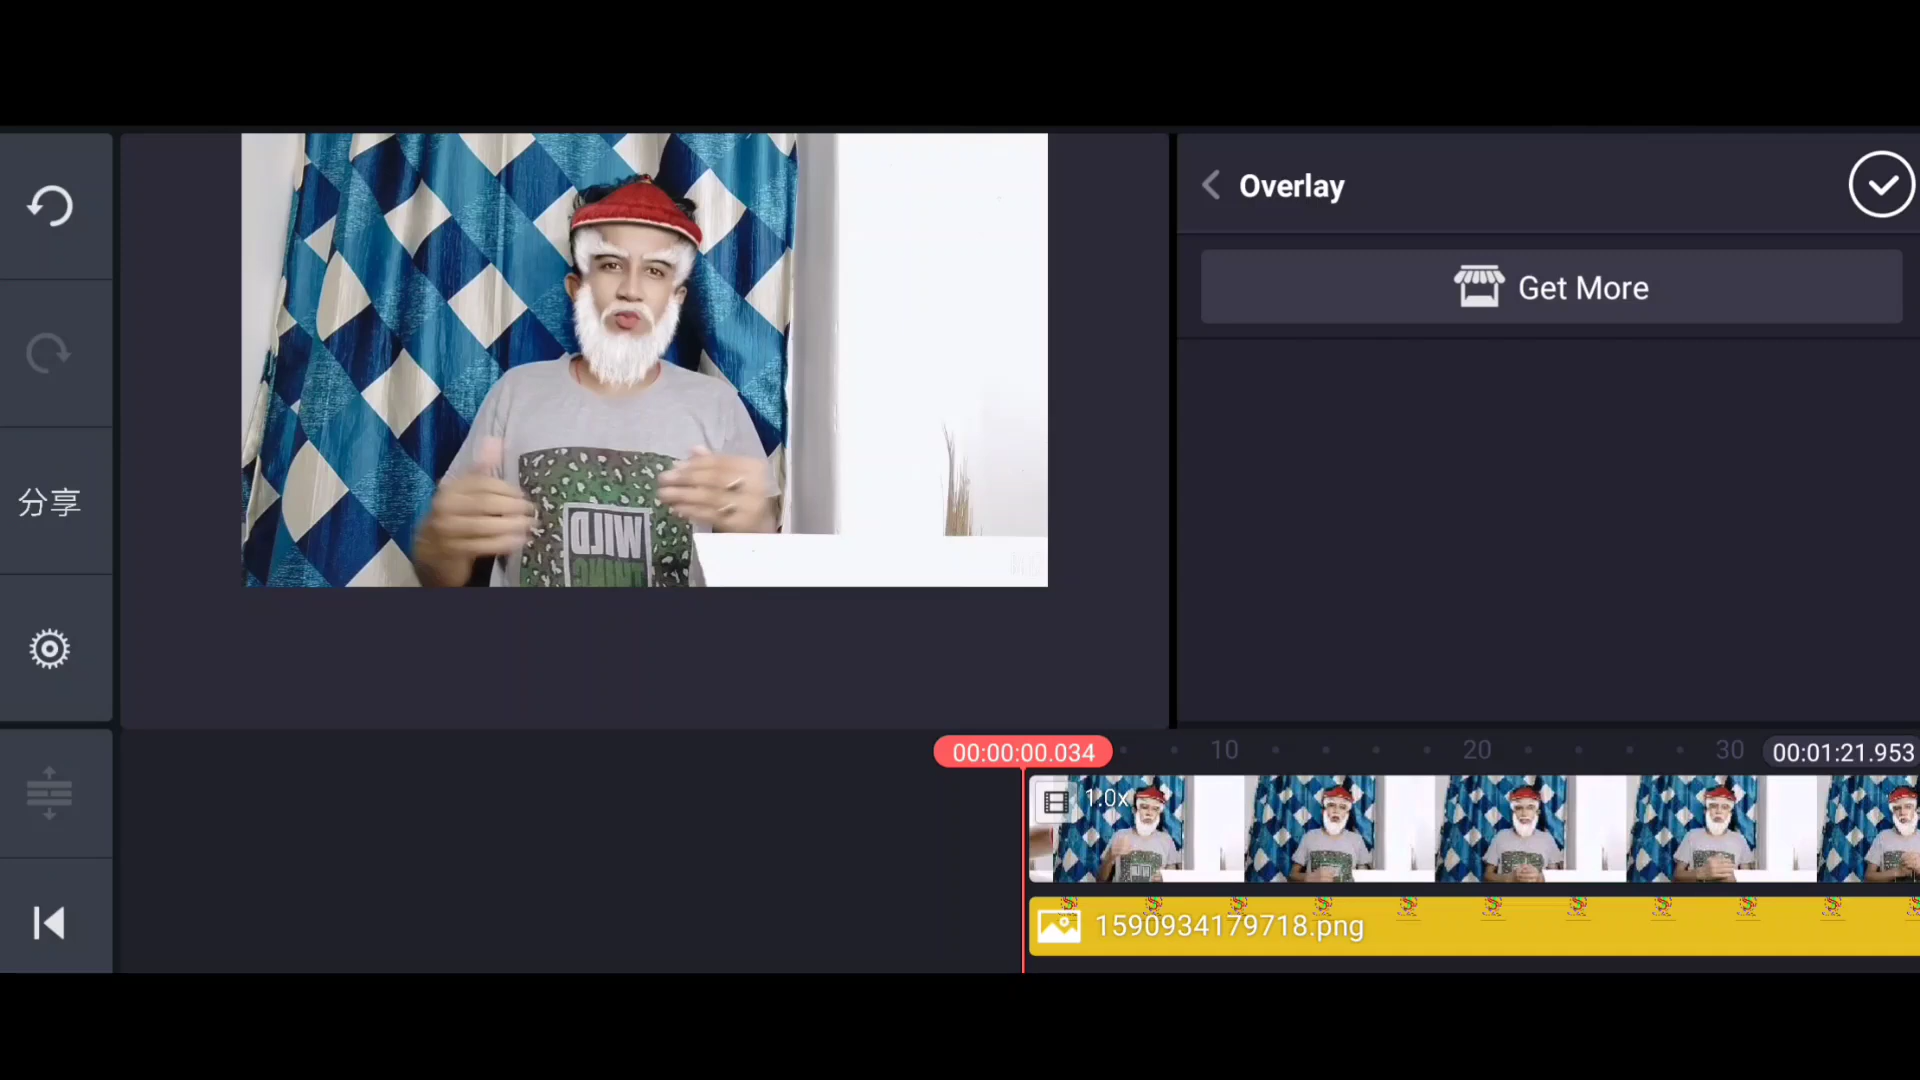 Overlay
Get More
分享
WILD
THING
00:00:00.034
10
20
30
00:01:21.953
1.0x
1590934179718.png